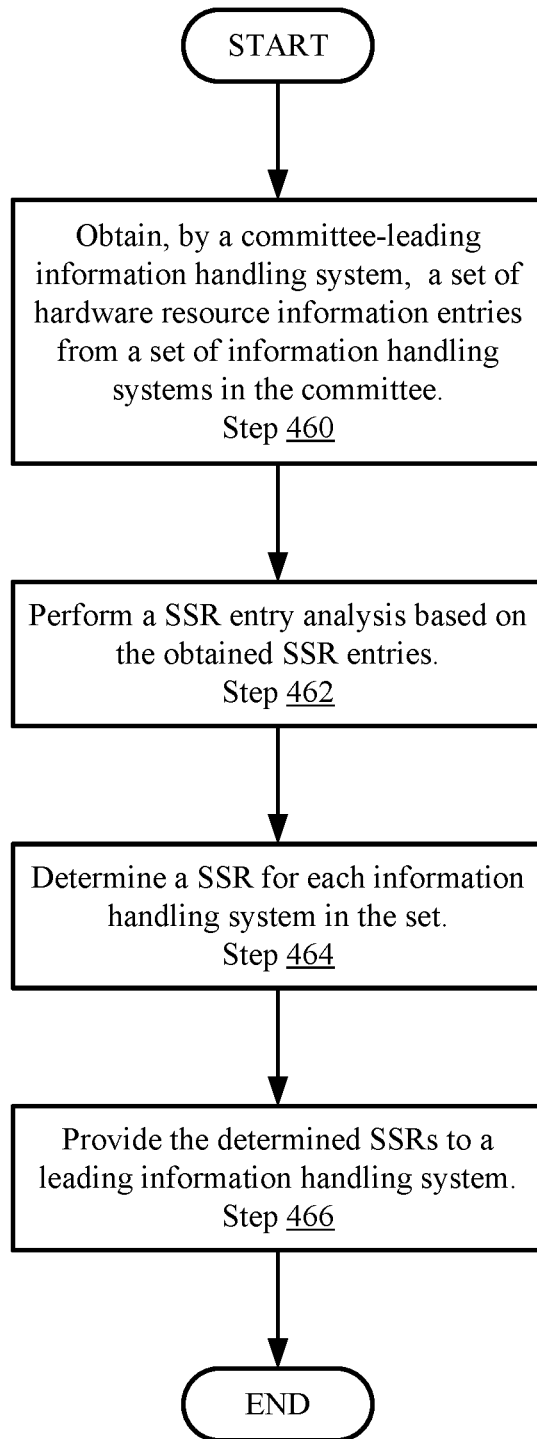 START
Obtain, by a committee-leading
information handling system,  a set of
hardware resource information entries
from a set of information handling
systems in the committee.
Step 460
Perform a SSR entry analysis based on
the obtained SSR entries.
Step 462
Determine a SSR for each information
handling system in the set.
Step 464
Provide the determined SSRs to a
leading information handling system.
Step 466
END